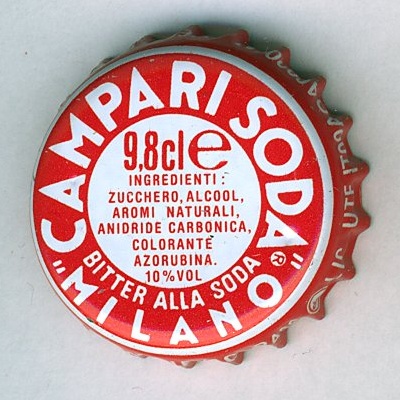 "CAMPARI SODA"®
9,8cl e
INGREDIENTI:
ZUCCHERO, ALCOOL,
AROMI NATURALI,
ANIDRIDE CARBONICA,
COLORANTE
AZORUBINA.
10% VOL
BITTER ALLA SODA
MILANO
UTF